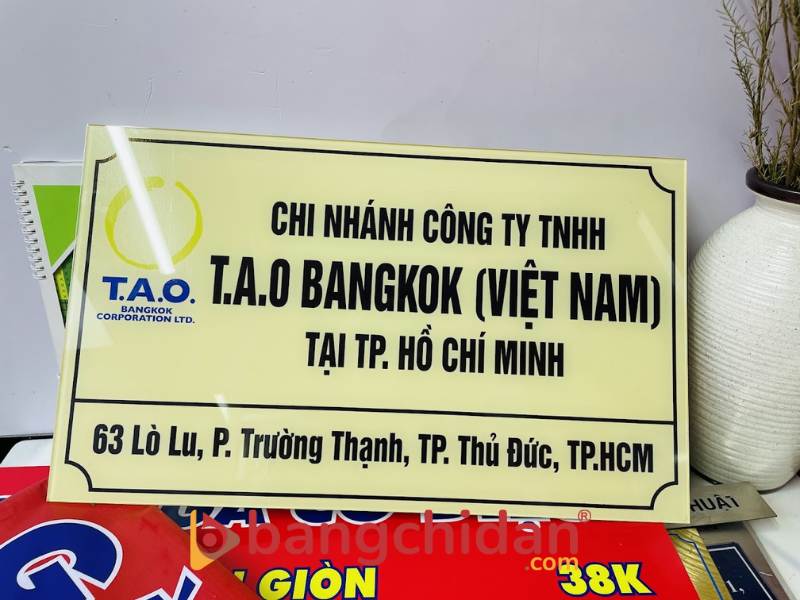 CHI NHÁNH CÔNG TY TNHH
T.A.O BANGKOK (VIỆT NAM)
TẠI TP. HỒ CHÍ MINH
T.A.O.
BANGKOK
CORPORATION LTD.
63 Lò Lu, P. Trường Thạnh, TP. Thủ Đức, TP.HCM
bangchidan®
.com
GIÒN 38K